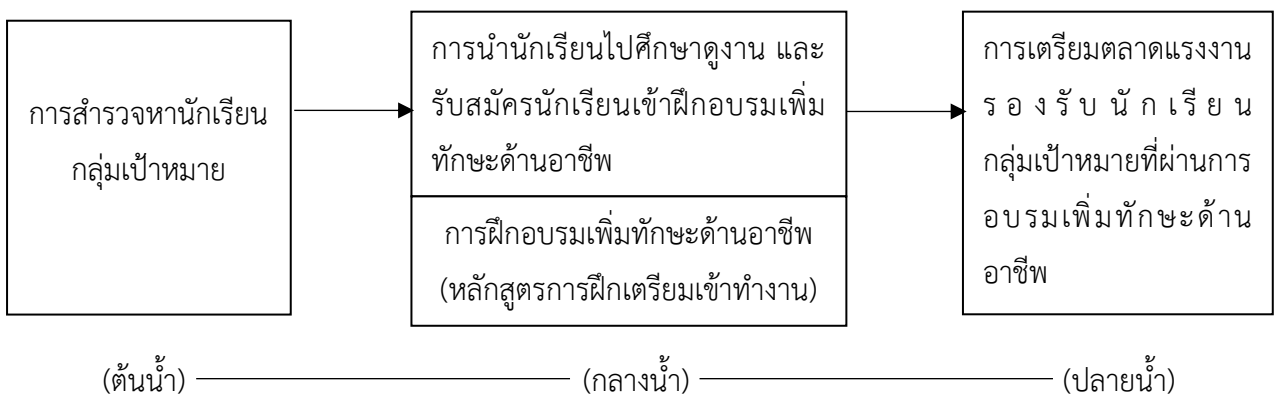 การสำรวจหานักเรียน
กลุ่มเป้าหมาย
การนำนักเรียนไปศึกษาดูงาน และ
รับสมัครนักเรียนเข้าฝึกอบรมเพิ่ม
ทักษะด้านอาชีพ
การฝึกอบรมเพิ่มทักษะด้านอาชีพ
(หลักสูตรการฝึกเตรียมเข้าทำงาน)
การเตรียมตลาดแรงงาน
รองรับนักเรียน
กลุ่มเป้าหมายที่ผ่านการ
อบรมเพิ่มทักษะด้าน
อาชีพ
(ต้นน้ำ) (กลางน้ำ) (ปลายน้ำ)